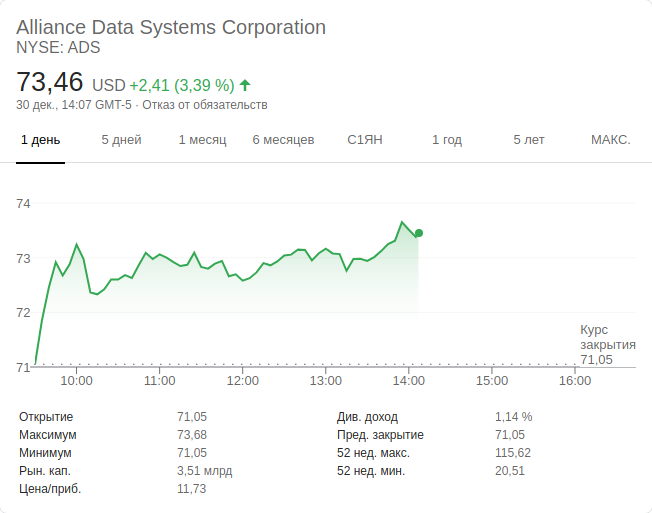 Alliance Data Systems Corporation
NYSE: ADS
73,46 USD +2,41 (3,39 %)
30 дек., 14:07 GMT-5 · Отказ от обязательств
1 день 5 дней 1 месяц 6 месяцев С1ЯН 1 год 5 лет МАКС.
74
73
72
71
Курс
закрытия
71,05
10:00 11:00 12:00 13:00 14:00 15:00 16:00
Открытие 71,05 Див. доход 1,14 %
Максимум 73,68 Пред. закрытие 71,05
Минимум 71,05 52 нед. макс. 115,62
Рын. кап. 3,51 млрд 52 нед. мин. 20,51
Цена/приб. 11,73